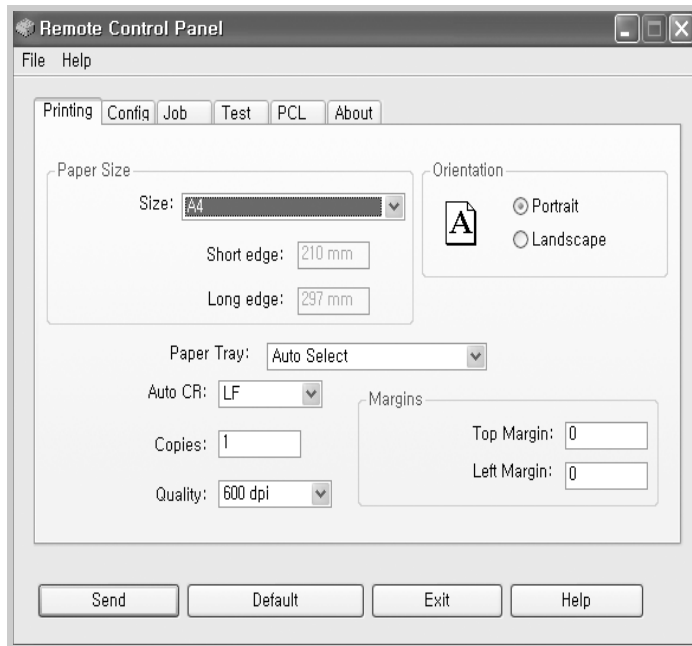 Remote Control Panel
File Help
Printing Config Job Test PCL About
Paper Size
Size: A4
Short edge: 210 mm
Long edge: 297 mm
Orientation
A
Portrait
Landscape
Paper Tray: Auto Select
Auto CR: LF
Copies: 1
Quality: 600 dpi
Margins
Top Margin: 0
Left Margin: 0
Send Default Exit Help